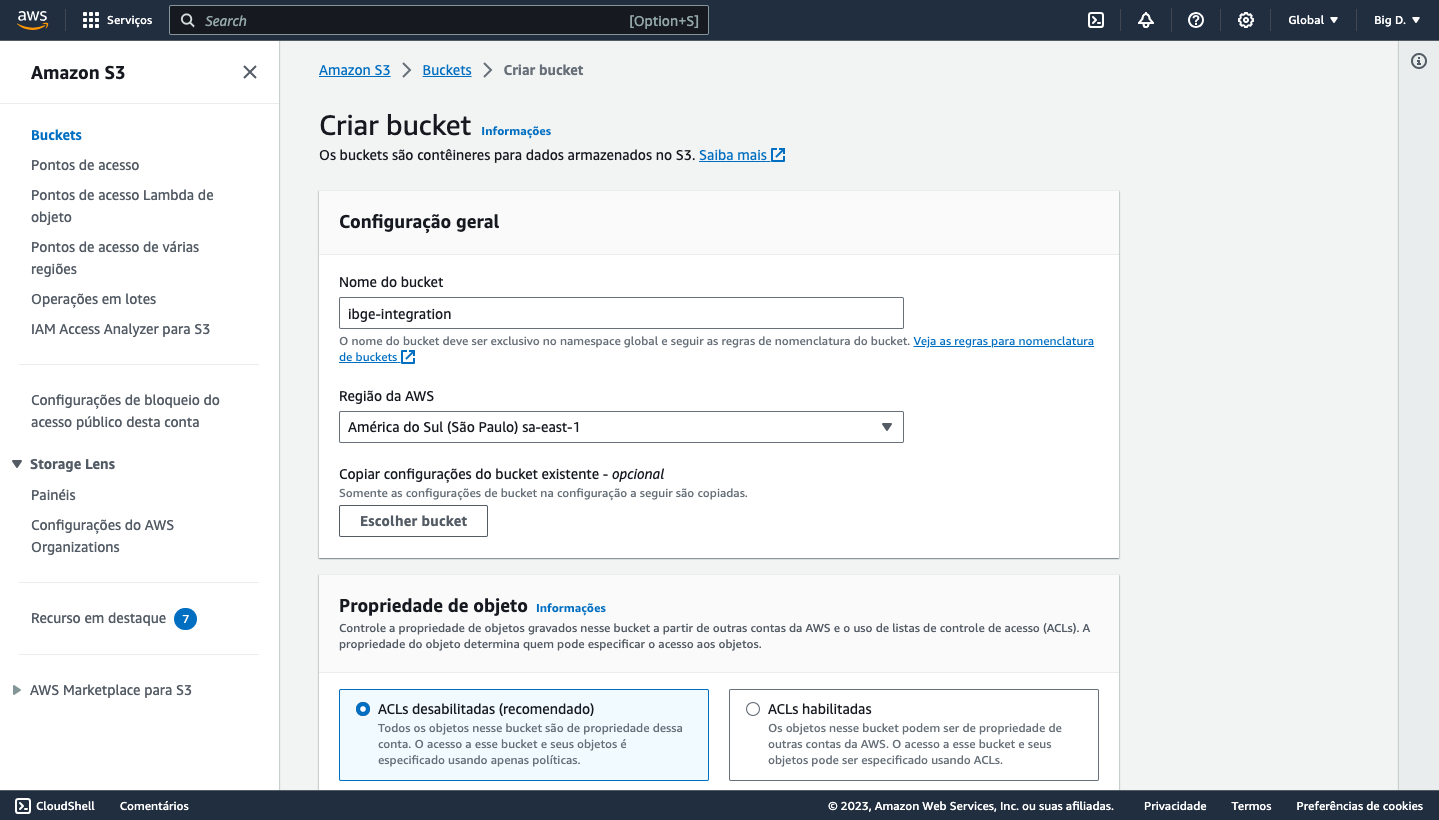 aws
Serviços
Search
[Option+S]
Global
Big D.
Amazon S3
Buckets
Pontos de acesso
Pontos de acesso Lambda de
objeto
Pontos de acesso de várias
regiões
Operações em lotes
IAM Access Analyzer para S3
Configurações de bloqueio do
acesso público desta conta
Storage Lens
Painéis
Configurações do AWS
Organizations
Recurso em destaque 7
AWS Marketplace para S3
Amazon S3 > Buckets > Criar bucket
Criar bucket Informações
Os buckets são contêineres para dados armazenados no S3. Saiba mais
Configuração geral
Nome do bucket
ibge-integration
O nome do bucket deve ser exclusivo no namespace global e seguir as regras de nomenclatura do bucket. Veja as regras para nomenclatura
de buckets
Região da AWS
América do Sul (São Paulo) sa-east-1
Copiar configurações do bucket existente - opcional
Somente as configurações de bucket na configuração a seguir são copiadas.
Escolher bucket
Propriedade de objeto Informações
Controle a propriedade de objetos gravados nesse bucket a partir de outras contas da AWS e o uso de listas de controle de acesso (ACLs). A
propriedade do objeto determina quem pode especificar o acesso aos objetos.
ACLs desabilitadas (recomendado)
Todos os objetos nesse bucket são de propriedade dessa
conta. O acesso a esse bucket e seus objetos é
especificado usando apenas políticas.
ACLs habilitadas
Os objetos nesse bucket podem ser de propriedade de
outras contas da AWS. O acesso a esse bucket e seus
objetos pode ser especificado usando ACLs.
CloudShell
Comentários
© 2023, Amazon Web Services, Inc. ou suas afiliadas.
Privacidade
Termos
Preferências de cookies